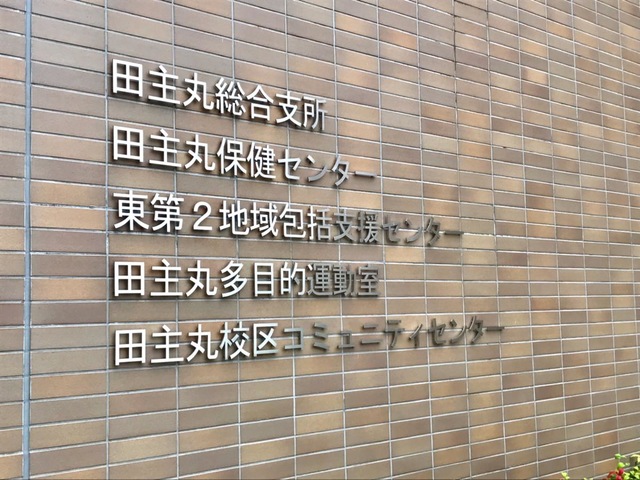 田主丸総合支所
田主丸保健センター
東第２地域包括支援センター
田主丸多目的運動室
田主丸校区コミュニティセンター